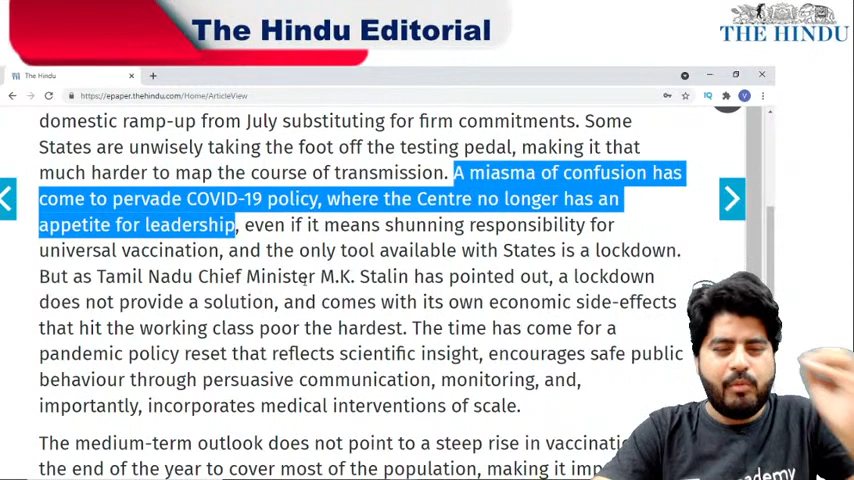 The Hindu Editorial
THE HINDU
The Hindu
https://epaper.thehindu.com/Home/ArticleView
domestic ramp-up from July substituting for firm commitments. Some
States are unwisely taking the foot off the testing pedal, making it that
much harder to map the course of transmission. A miasma of confusion has
come to pervade COVID-19 policy, where the Centre no longer has an
appetite for leadership, even if it means shunning responsibility for
universal vaccination, and the only tool available with States is a lockdown.
But as Tamil Nadu Chief Minister M.K. Stalin has pointed out, a lockdown
does not provide a solution, and comes with its own economic side-effects
that hit the working class poor the hardest. The time has come for a
pandemic policy reset that reflects scientific insight, encourages safe public
behaviour through persuasive communication, monitoring, and,
importantly, incorporates medical interventions of scale.
The medium-term outlook does not point to a steep rise in
the end of the year to cover most of the population, making it